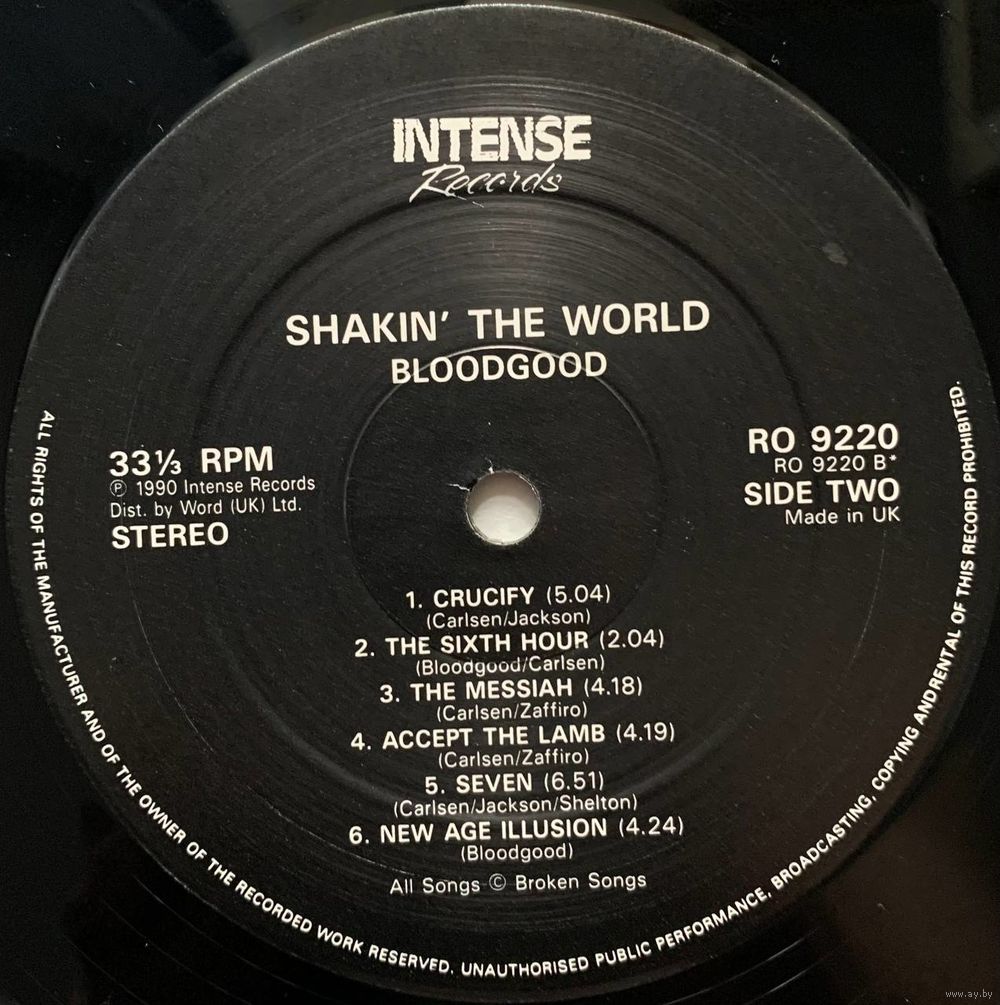 INTENSE
Records
SHAKIN' THE WORLD
BLOODGOOD
33⅓ RPM
℗ 1990 Intense Records
Dist. by Word (UK) Ltd.
STEREO
RO 9220
RO 9220 B*
SIDE TWO
Made in UK
1. CRUCIFY (5.04)
(Carlsen/Jackson)
2. THE SIXTH HOUR (2.04)
(Bloodgood/Carlsen)
3. THE MESSIAH (4.18)
(Carlsen/Zaffiro)
4. ACCEPT THE LAMB (4.19)
(Carlsen/Zaffiro)
5. SEVEN (6.51)
(Carlsen/Jackson/Shelton)
6. NEW AGE ILLUSION (4.24)
(Bloodgood)
All Songs © Broken Songs
ALL RIGHTS OF THE MANUFACTURER AND OF THE OWNER OF THE RECORDED WORK RESERVED. UNAUTHORISED PUBLIC PERFORMANCE, BROADCASTING, COPYING ANDRENTAL OF THIS RECORD PROHIBITED.
www.ay.by